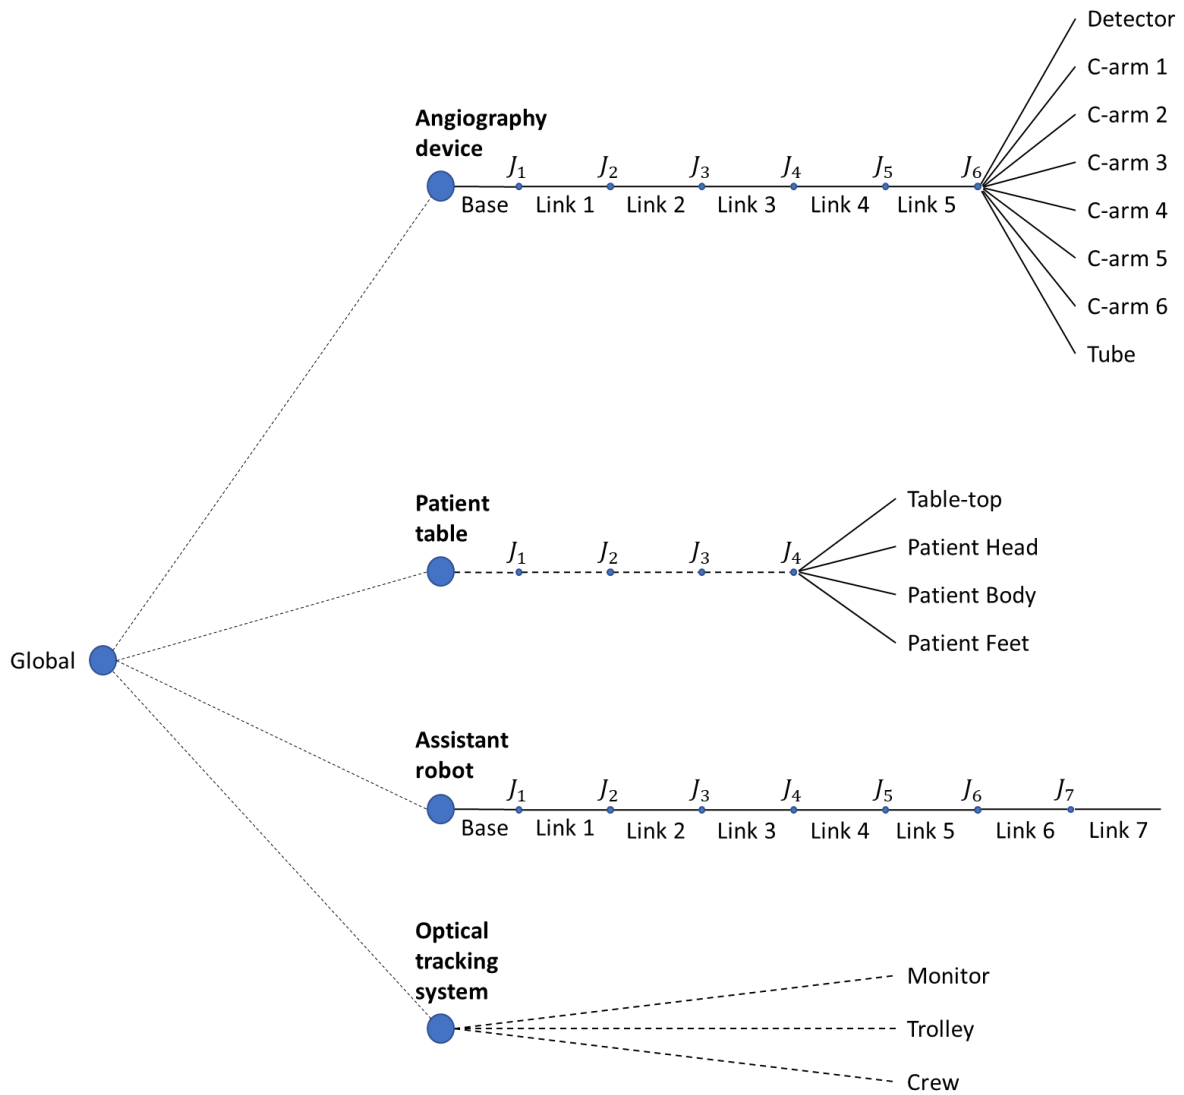 Detector
C-arm 1
C-arm 2
C-arm 3
C-arm 4
C-arm 5
C-arm 6
Tube
Angiography
device
J₁ J₂ J₃ J₄ J₅ J₆
Base Link 1 Link 2 Link 3 Link 4 Link 5
Patient
table
J₁ J₂ J₃ J₄
Table-top
Patient Head
Patient Body
Patient Feet
Global
Assistant
robot
J₁ J₂ J₃ J₄ J₅ J₆ J₇
Base Link 1 Link 2 Link 3 Link 4 Link 5 Link 6 Link 7
Optical
tracking
system
Monitor
Trolley
Crew